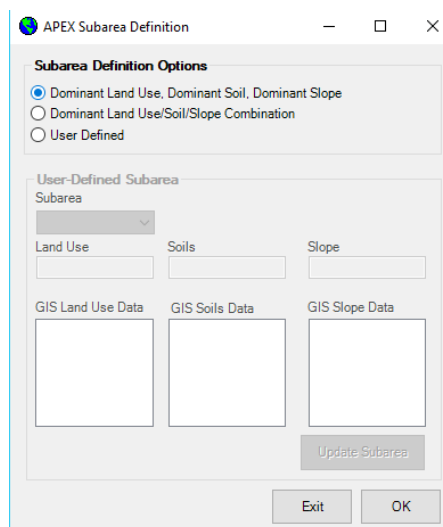 APEX Subarea Definition
Subarea Definition Options
Dominant Land Use, Dominant Soil, Dominant Slope
Dominant Land Use/Soil/Slope Combination
User Defined
User-Defined Subarea
Subarea
Land Use Soils Slope
GIS Land Use Data GIS Soils Data GIS Slope Data
Update Subarea
Exit OK